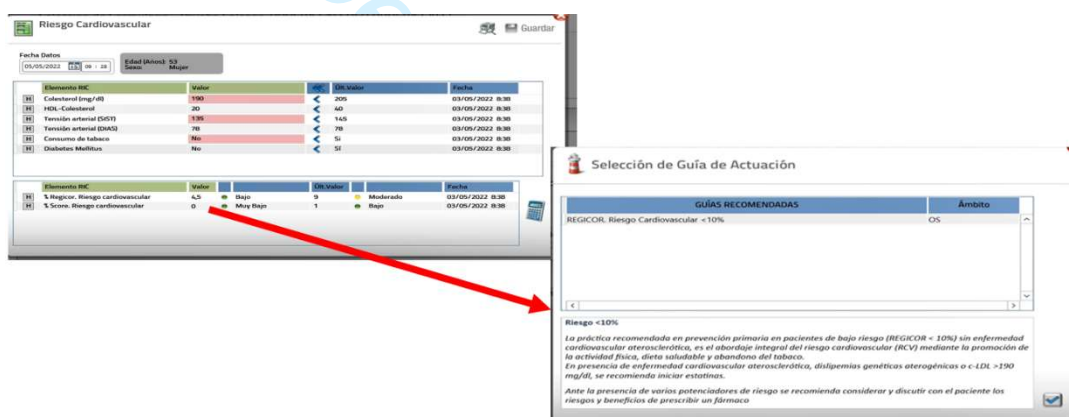 Riesgo Cardiovascular
Guardar
Fecha Datos
05/05/2022
Edad (Años): 53
Sexo: Mujer
Elemento RIC Valor Últ.Valor Fecha
H Colesterol (mg/dl) 190 205 03/05/2022 8:38
H HDL-Colesterol 20 40 03/05/2022 8:38
H Tensión arterial (SIST) 135 145 03/05/2022 8:38
H Tensión arterial (DIAS) 78 78 03/05/2022 8:38
H Consumo de tabaco No Si 03/05/2022 8:38
H Diabetes Mellitus No SI 03/05/2022 8:38
Elemento RIC Valor Últ.Valor Fecha
H % Regicor. Riesgo cardiovascular 4,5 Bajo 9 Moderado 03/05/2022 8:38
H % Score. Riesgo cardiovascular 0 Muy Bajo 1 Bajo 03/05/2022 8:38
Selección de Guía de Actuación
GUÍAS RECOMENDADAS Ámbito
REGICOR. Riesgo Cardiovascular <10% OS
Riesgo <10%
La práctica recomendada en prevención primaria en pacientes de bajo riesgo (REGICOR < 10%) sin enfermedad
cardiovascular aterosclerótica, es el abordaje integral del riesgo cardiovascular (RCV) mediante la promoción de
la actividad física, dieta saludable y abandono del tabaco.
En presencia de enfermedad cardiovascular aterosclerótica, dislipemias genéticas aterogénicas o c-LDL >190
mg/dl, se recomienda iniciar estatinas.
Ante la presencia de varios potenciadores de riesgo se recomienda considerar y discutir con el paciente los
riesgos y beneficios de prescribir un fármaco